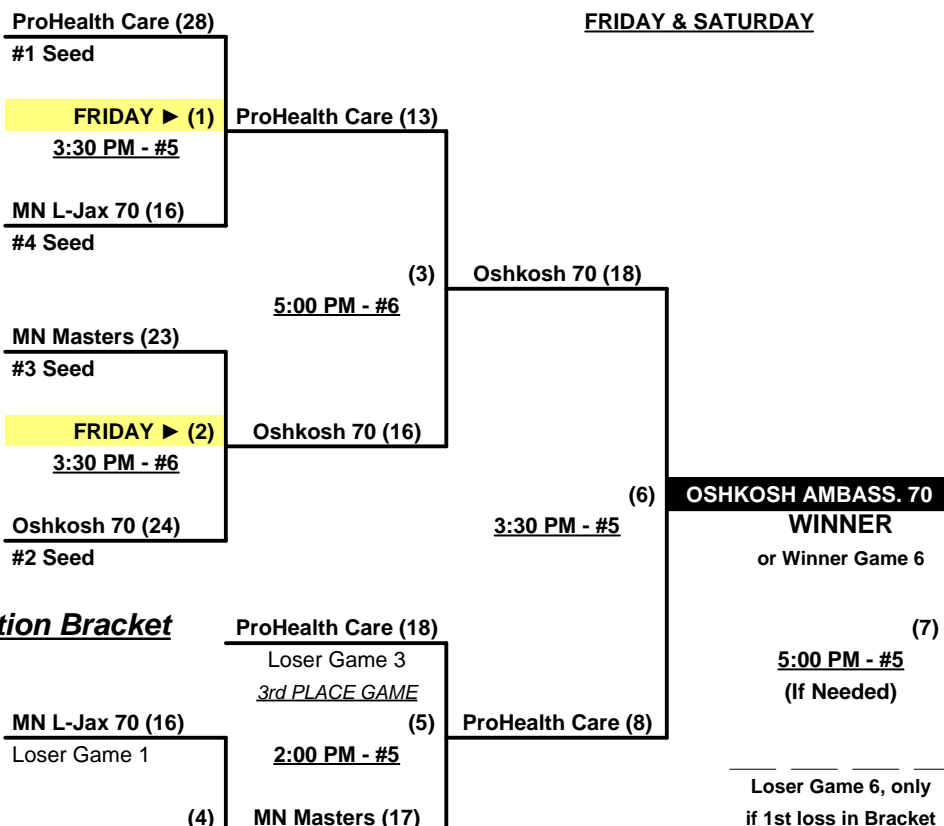 ProHealth Care (28)
FRIDAY & SATURDAY
#1 Seed
FRIDAY ► (1)
ProHealth Care (13)
3:30 PM - #5
MN L-Jax 70 (16)
#4 Seed
(3)
Oshkosh 70 (18)
5:00 PM - #6
MN Masters (23)
#3 Seed
FRIDAY ► (2)
Oshkosh 70 (16)
3:30 PM - #6
(6)
OSHKOSH AMBASS. 70
Oshkosh 70 (24)
3:30 PM - #5
WINNER
#2 Seed
or Winner Game 6
tion Bracket
ProHealth Care (18)
(7)
Loser Game 3
5:00 PM - #5
3rd PLACE GAME
(If Needed)
MN L-Jax 70 (16)
(5)
ProHealth Care (8)
Loser Game 1
2:00 PM - #5
Loser Game 6, only
(4)
MN Masters (17)
if 1st loss in Bracket